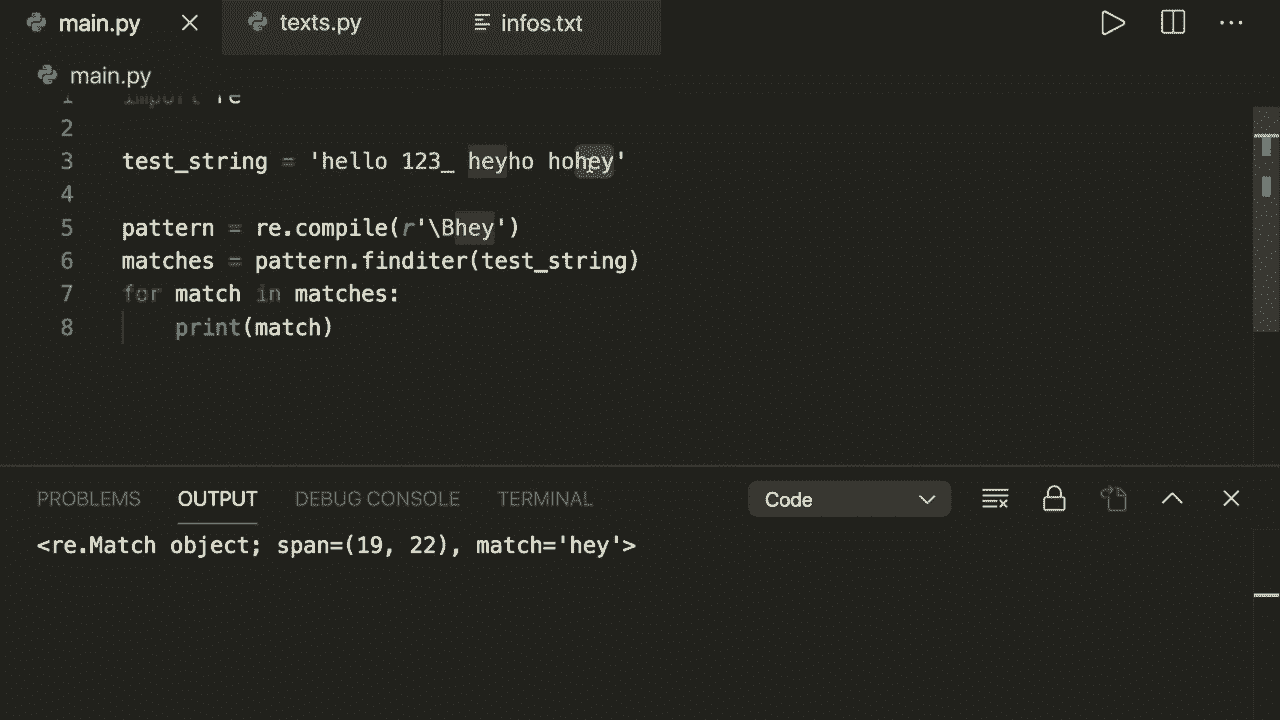 main.py texts.py infos.txt
main.py
1 import re
2
3 test_string = 'hello 123_ heyho hohey'
4
5 pattern = re.compile(r'\Bhey')
6 matches = pattern.finditer(test_string)
7 for match in matches:
8 print(match)
PROBLEMS OUTPUT DEBUG CONSOLE TERMINAL Code
<re.Match object; span=(19, 22), match='hey'>